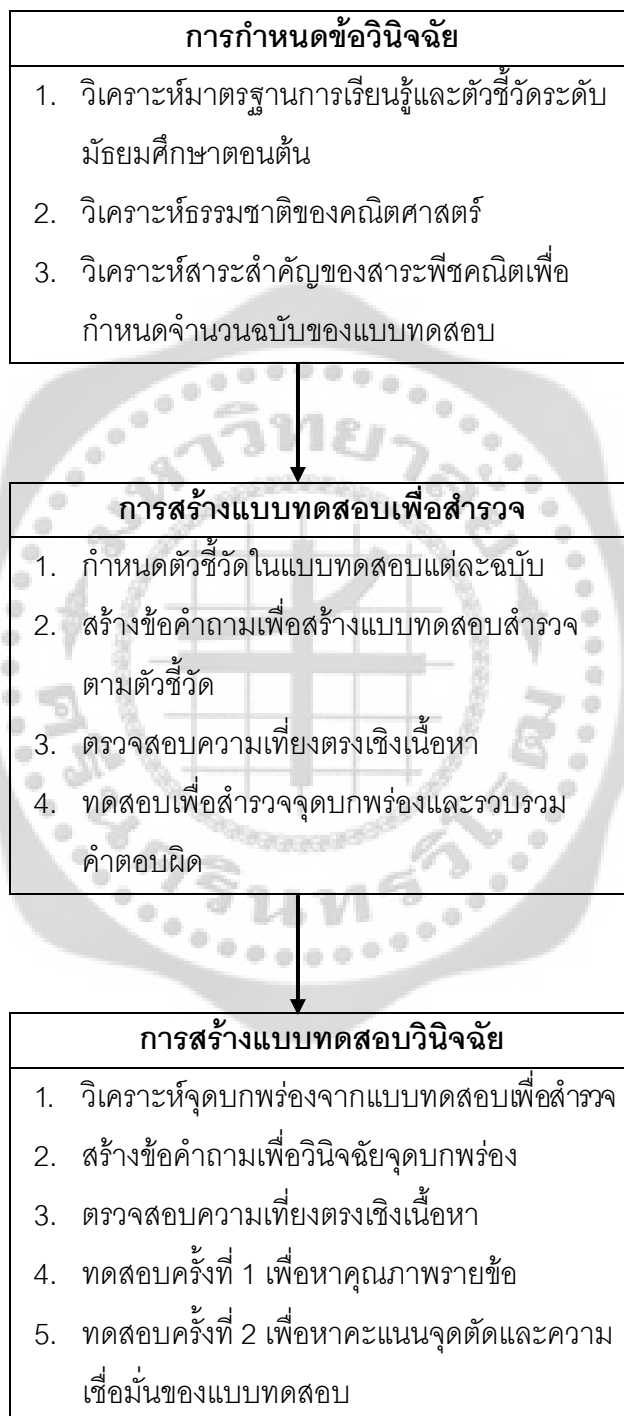 การกำหนดข้อวินิจฉัย
1. วิเคราะห์มาตรฐานการเรียนรู้และตัวชี้วัดระดับ
มัธยมศึกษาตอนต้น
2. วิเคราะห์ธรรมชาติของคณิตศาสตร์
3. วิเคราะห์สาระสำคัญของสาระพีชคณิตเพื่อ
กำหนดจำนวนฉบับของแบบทดสอบ
มหาวิทยาลัย
การสร้างแบบทดสอบเพื่อสำรวจ
1. กำหนดตัวชี้วัดในแบบทดสอบแต่ละฉบับ
2. สร้างข้อคำถามเพื่อสร้างแบบทดสอบสำรวจ
ตามตัวชี้วัด
3. ตรวจสอบความเที่ยงตรงเชิงเนื้อหา
4. ทดสอบเพื่อสำรวจจุดบกพร่องและรวบรวม
คำตอบผิด
ศรีนครินทรวิโรฒ
การสร้างแบบทดสอบวินิจฉัย
1. วิเคราะห์จุดบกพร่องจากแบบทดสอบเพื่อสำรวจ
2. สร้างข้อคำถามเพื่อวินิจฉัยจุดบกพร่อง
3. ตรวจสอบความเที่ยงตรงเชิงเนื้อหา
4. ทดสอบครั้งที่ 1 เพื่อหาคุณภาพรายข้อ
5. ทดสอบครั้งที่ 2 เพื่อหาคะแนนจุดตัดและความ
เชื่อมั่นของแบบทดสอบ